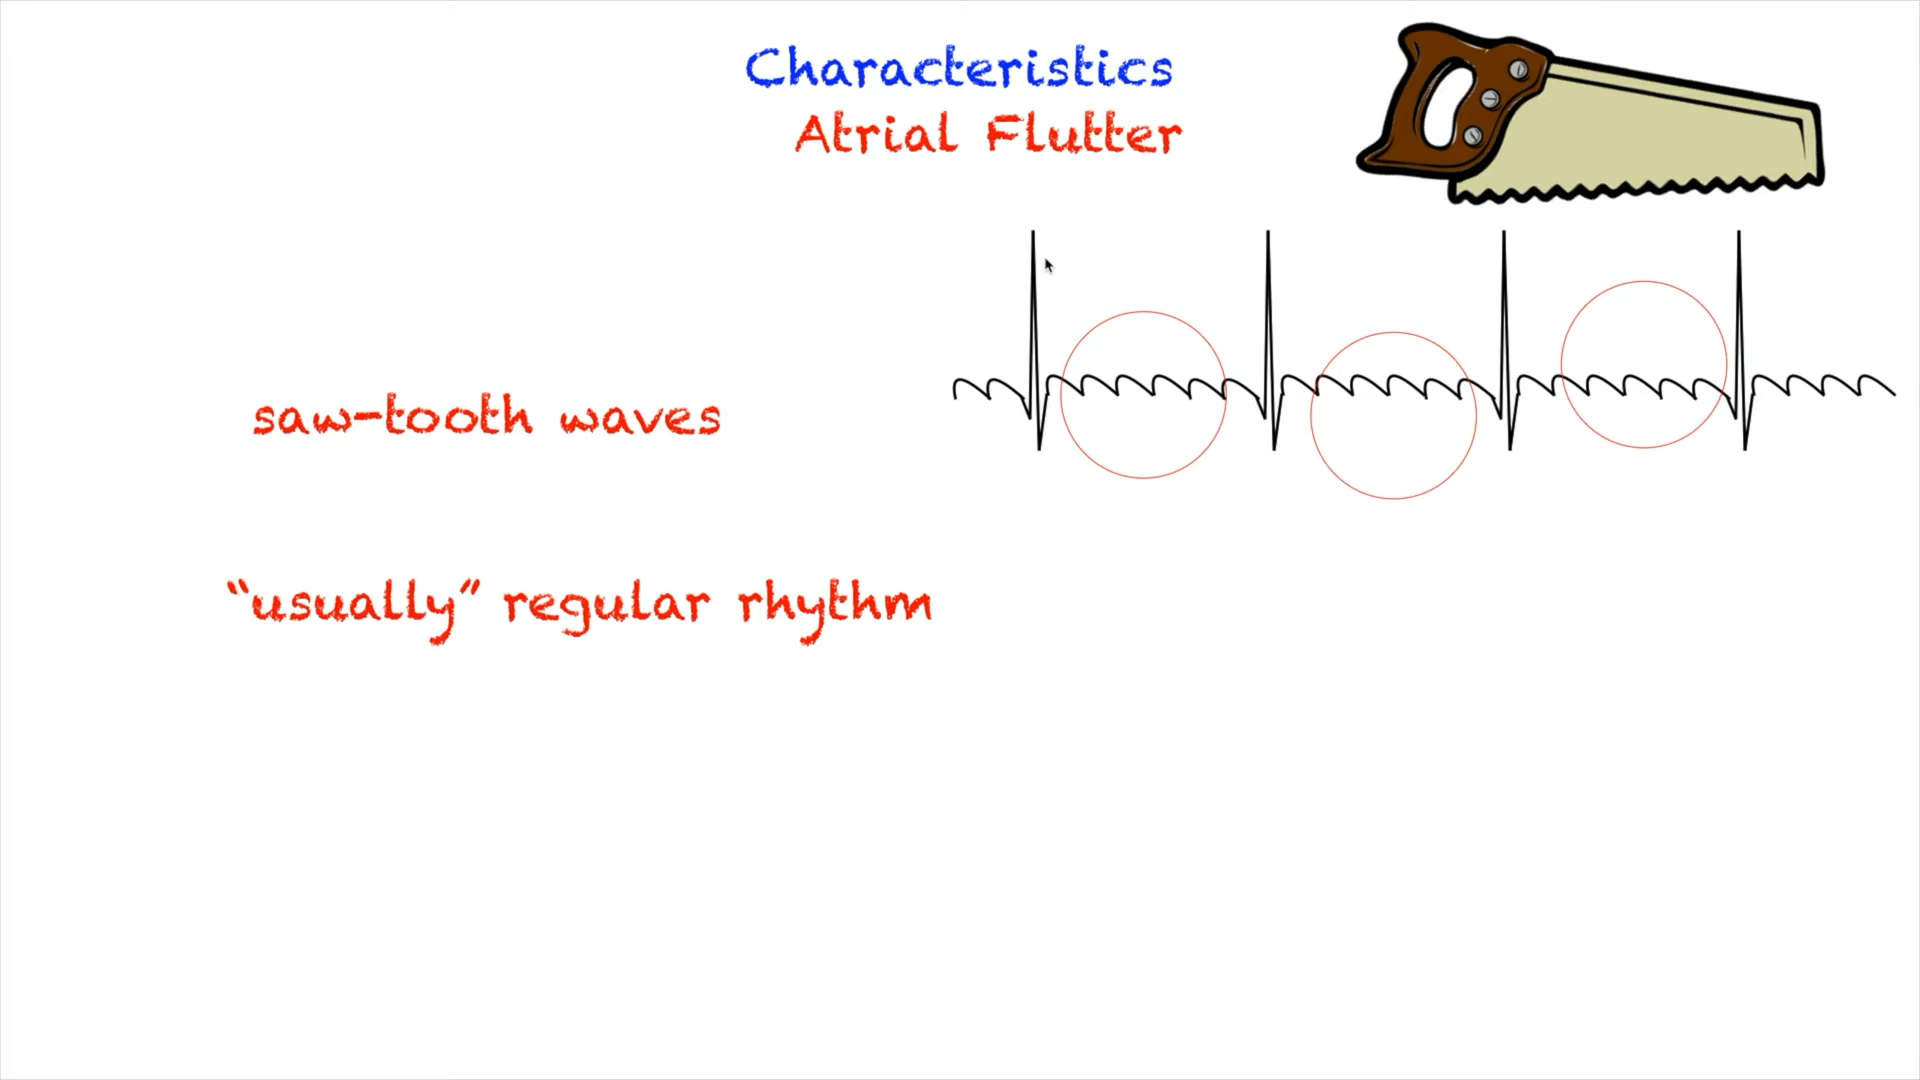 Characteristics
Atrial Flutter
saw-tooth waves
“usually” regular rhythm